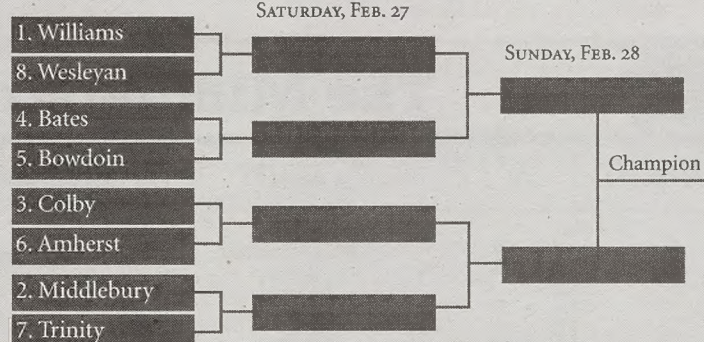 SATURDAY, FEB. 27
SUNDAY, FEB. 28
1. Williams
8. Wesleyan
4. Bates
5. Bowdoin
3. Colby
6. Amherst
2. Middlebury
7. Trinity
Champion